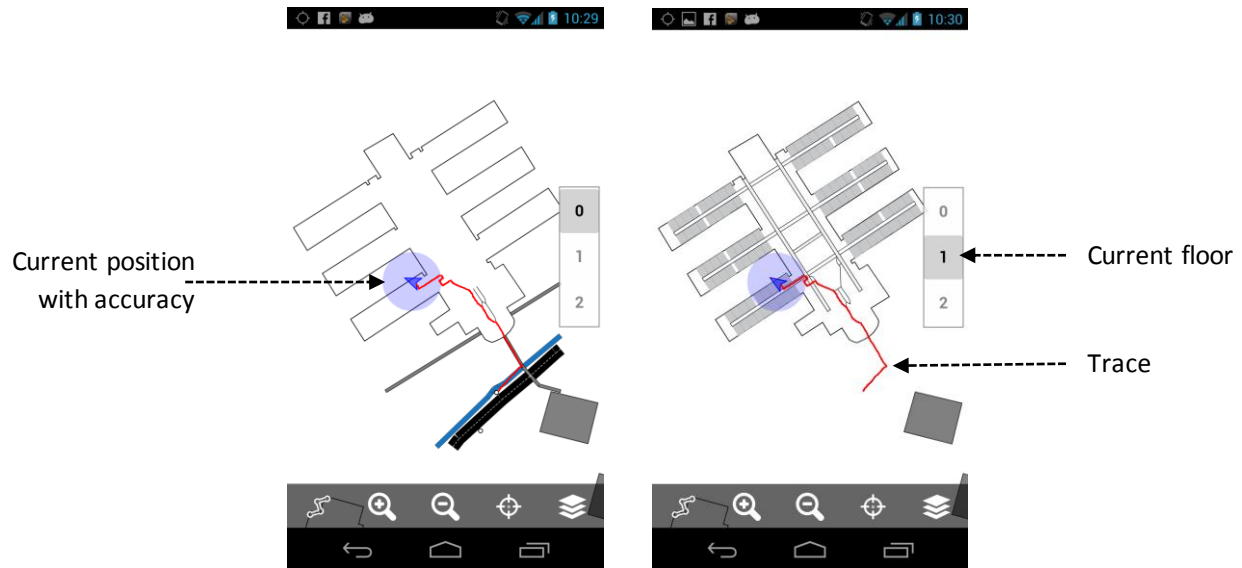 10:29
10:30
0
1
2
0
1
2
Current position
with accuracy
Current floor
Trace